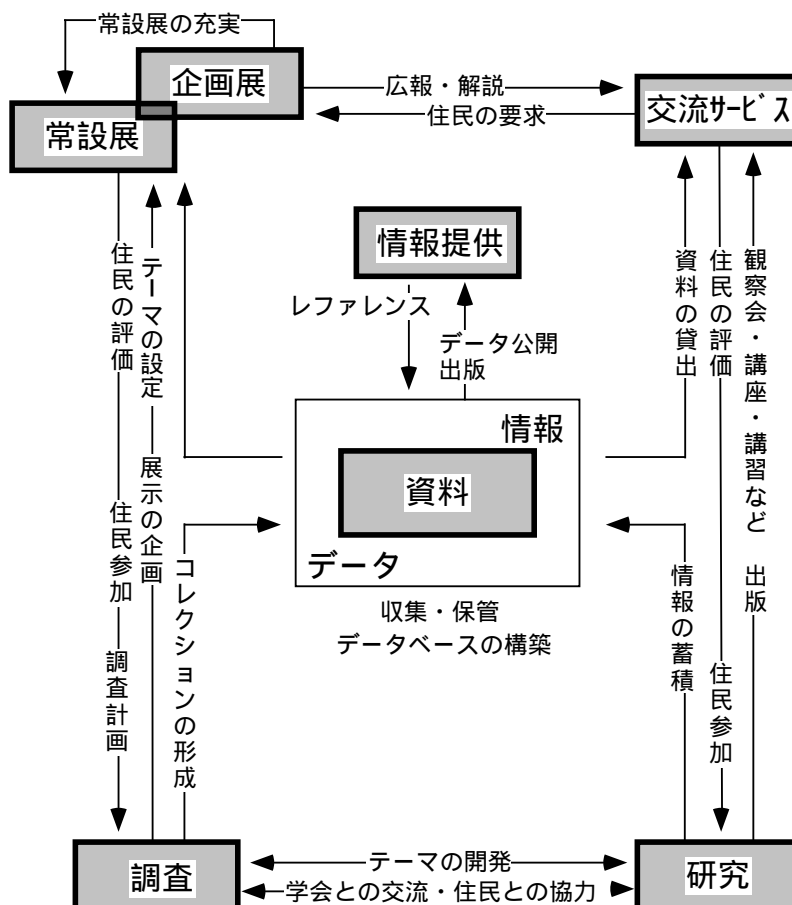 常設展の充実
企画展
常設展
広報・解説
住民の要求
交流サービス
情報提供
レファレンス
データ公開
出版
住民の評価 住民参加 調査計画
テーマの設定 展示の企画
コレクションの形成
情報
資料
データ
収集・保管
データベースの構築
資料の貸出
情報の蓄積
住民の評価 住民参加
観察会・講座・講習など 出版
調査
テーマの開発
学会との交流・住民との協力
研究